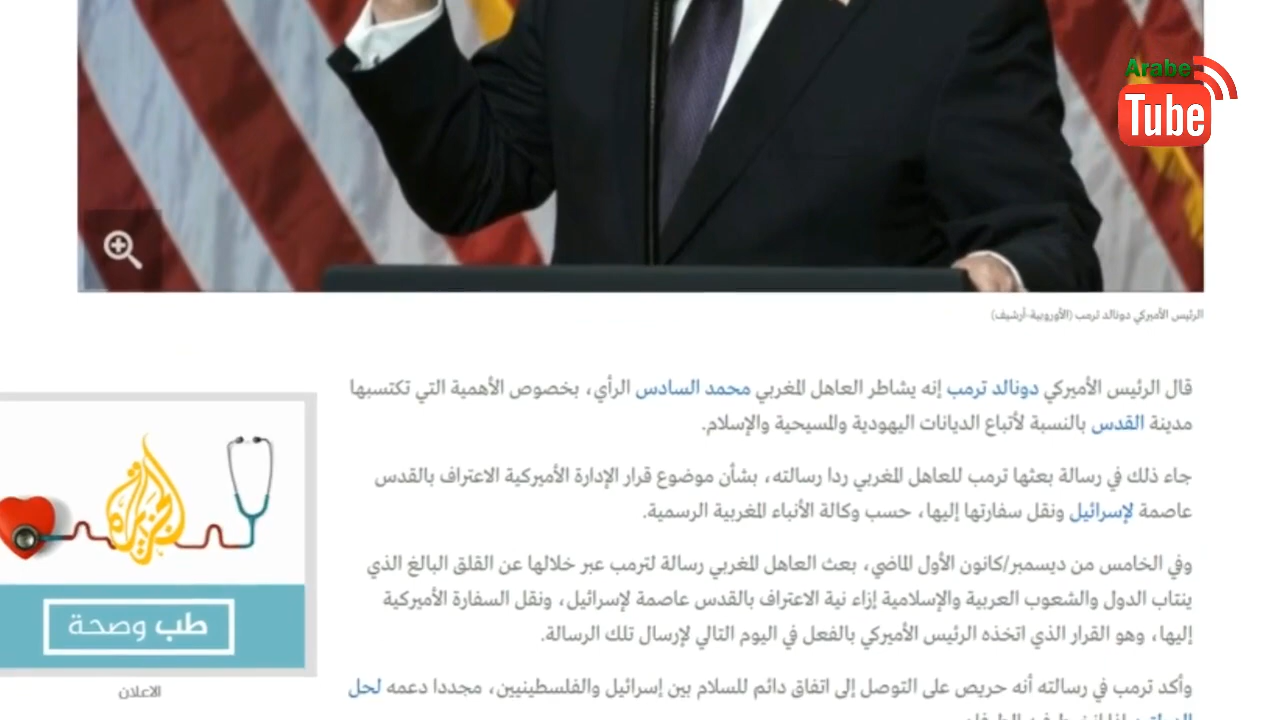 Arabe
Tube
الرئيس الأميركي دونالد ترمب (الأوروبية-أرشيف)
قال الرئيس الأميركي دونالد ترمب إنه يشاطر العاهل المغربي محمد السادس الرأي، بخصوص الأهمية التي تكتسبها
مدينة القدس بالنسبة لأتباع الديانات اليهودية والمسيحية والإسلام.
جاء ذلك في رسالة بعثها ترمب للعاهل المغربي ردا رسالته، بشأن موضوع قرار الإدارة الأميركية الاعتراف بالقدس
عاصمة لإسرائيل ونقل سفارتها إليها، حسب وكالة الأنباء المغربية الرسمية.
وفي الخامس من ديسمبر/كانون الأول الماضي، بعث العاهل المغربي رسالة لترمب عبر خلالها عن القلق البالغ الذي
ينتاب الدول والشعوب العربية والإسلامية إزاء نية الاعتراف بالقدس عاصمة لإسرائيل، ونقل السفارة الأميركية
إليها، وهو القرار الذي اتخذه الرئيس الأميركي بالفعل في اليوم التالي لإرسال تلك الرسالة.
وأكد ترمب في رسالته أنه حريص على التوصل إلى اتفاق دائم للسلام بين إسرائيل والفلسطينيين، مجددا دعمه لحل
الجزيرة
طب وصحة
الاعلان